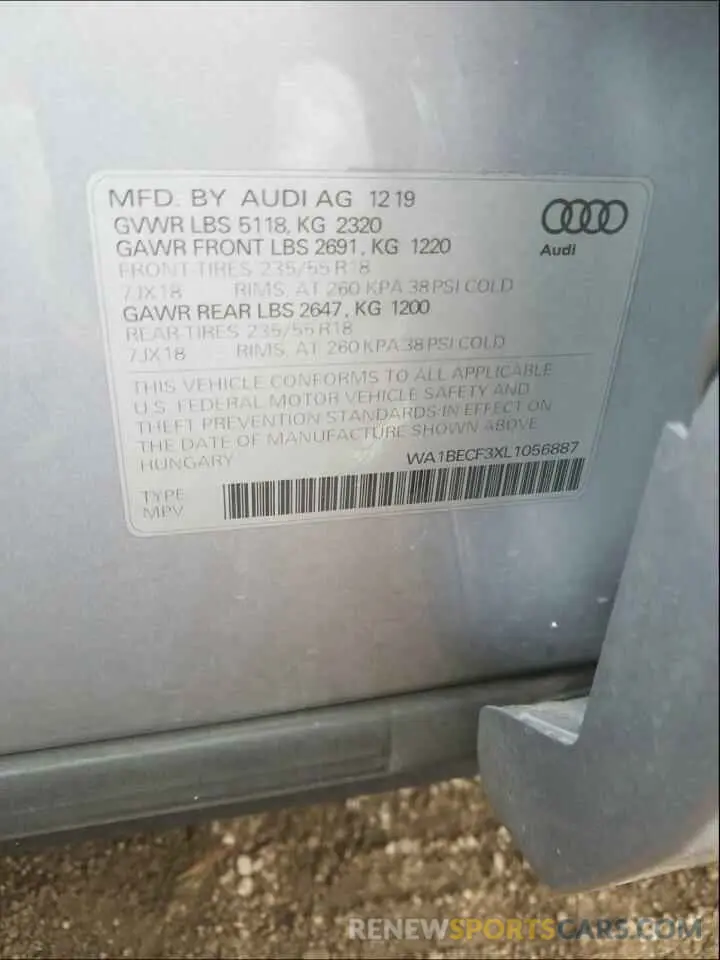 MFD. BY AUDI AG 12 19
GVWR LBS 5118, KG 2320
GAWR FRONT LBS 2691, KG 1220
FRONT TIRES 235/55 R18
7JX18 RIMS, AT 260 KPA 38 PSI COLD
GAWR REAR LBS 2647, KG 1200
REAR TIRES 235/55 R18
7JX18 RIMS, AT 260 KPA 38 PSI COLD
Audi
THIS VEHICLE CONFORMS TO ALL APPLICABLE
U.S. FEDERAL MOTOR VEHICLE SAFETY AND
THEFT PREVENTION STANDARDS IN EFFECT ON
THE DATE OF MANUFACTURE SHOWN ABOVE.
HUNGARY WA1BECF3XL1056887
TYPE
MPV
RENEWSPORTSCARS.COM